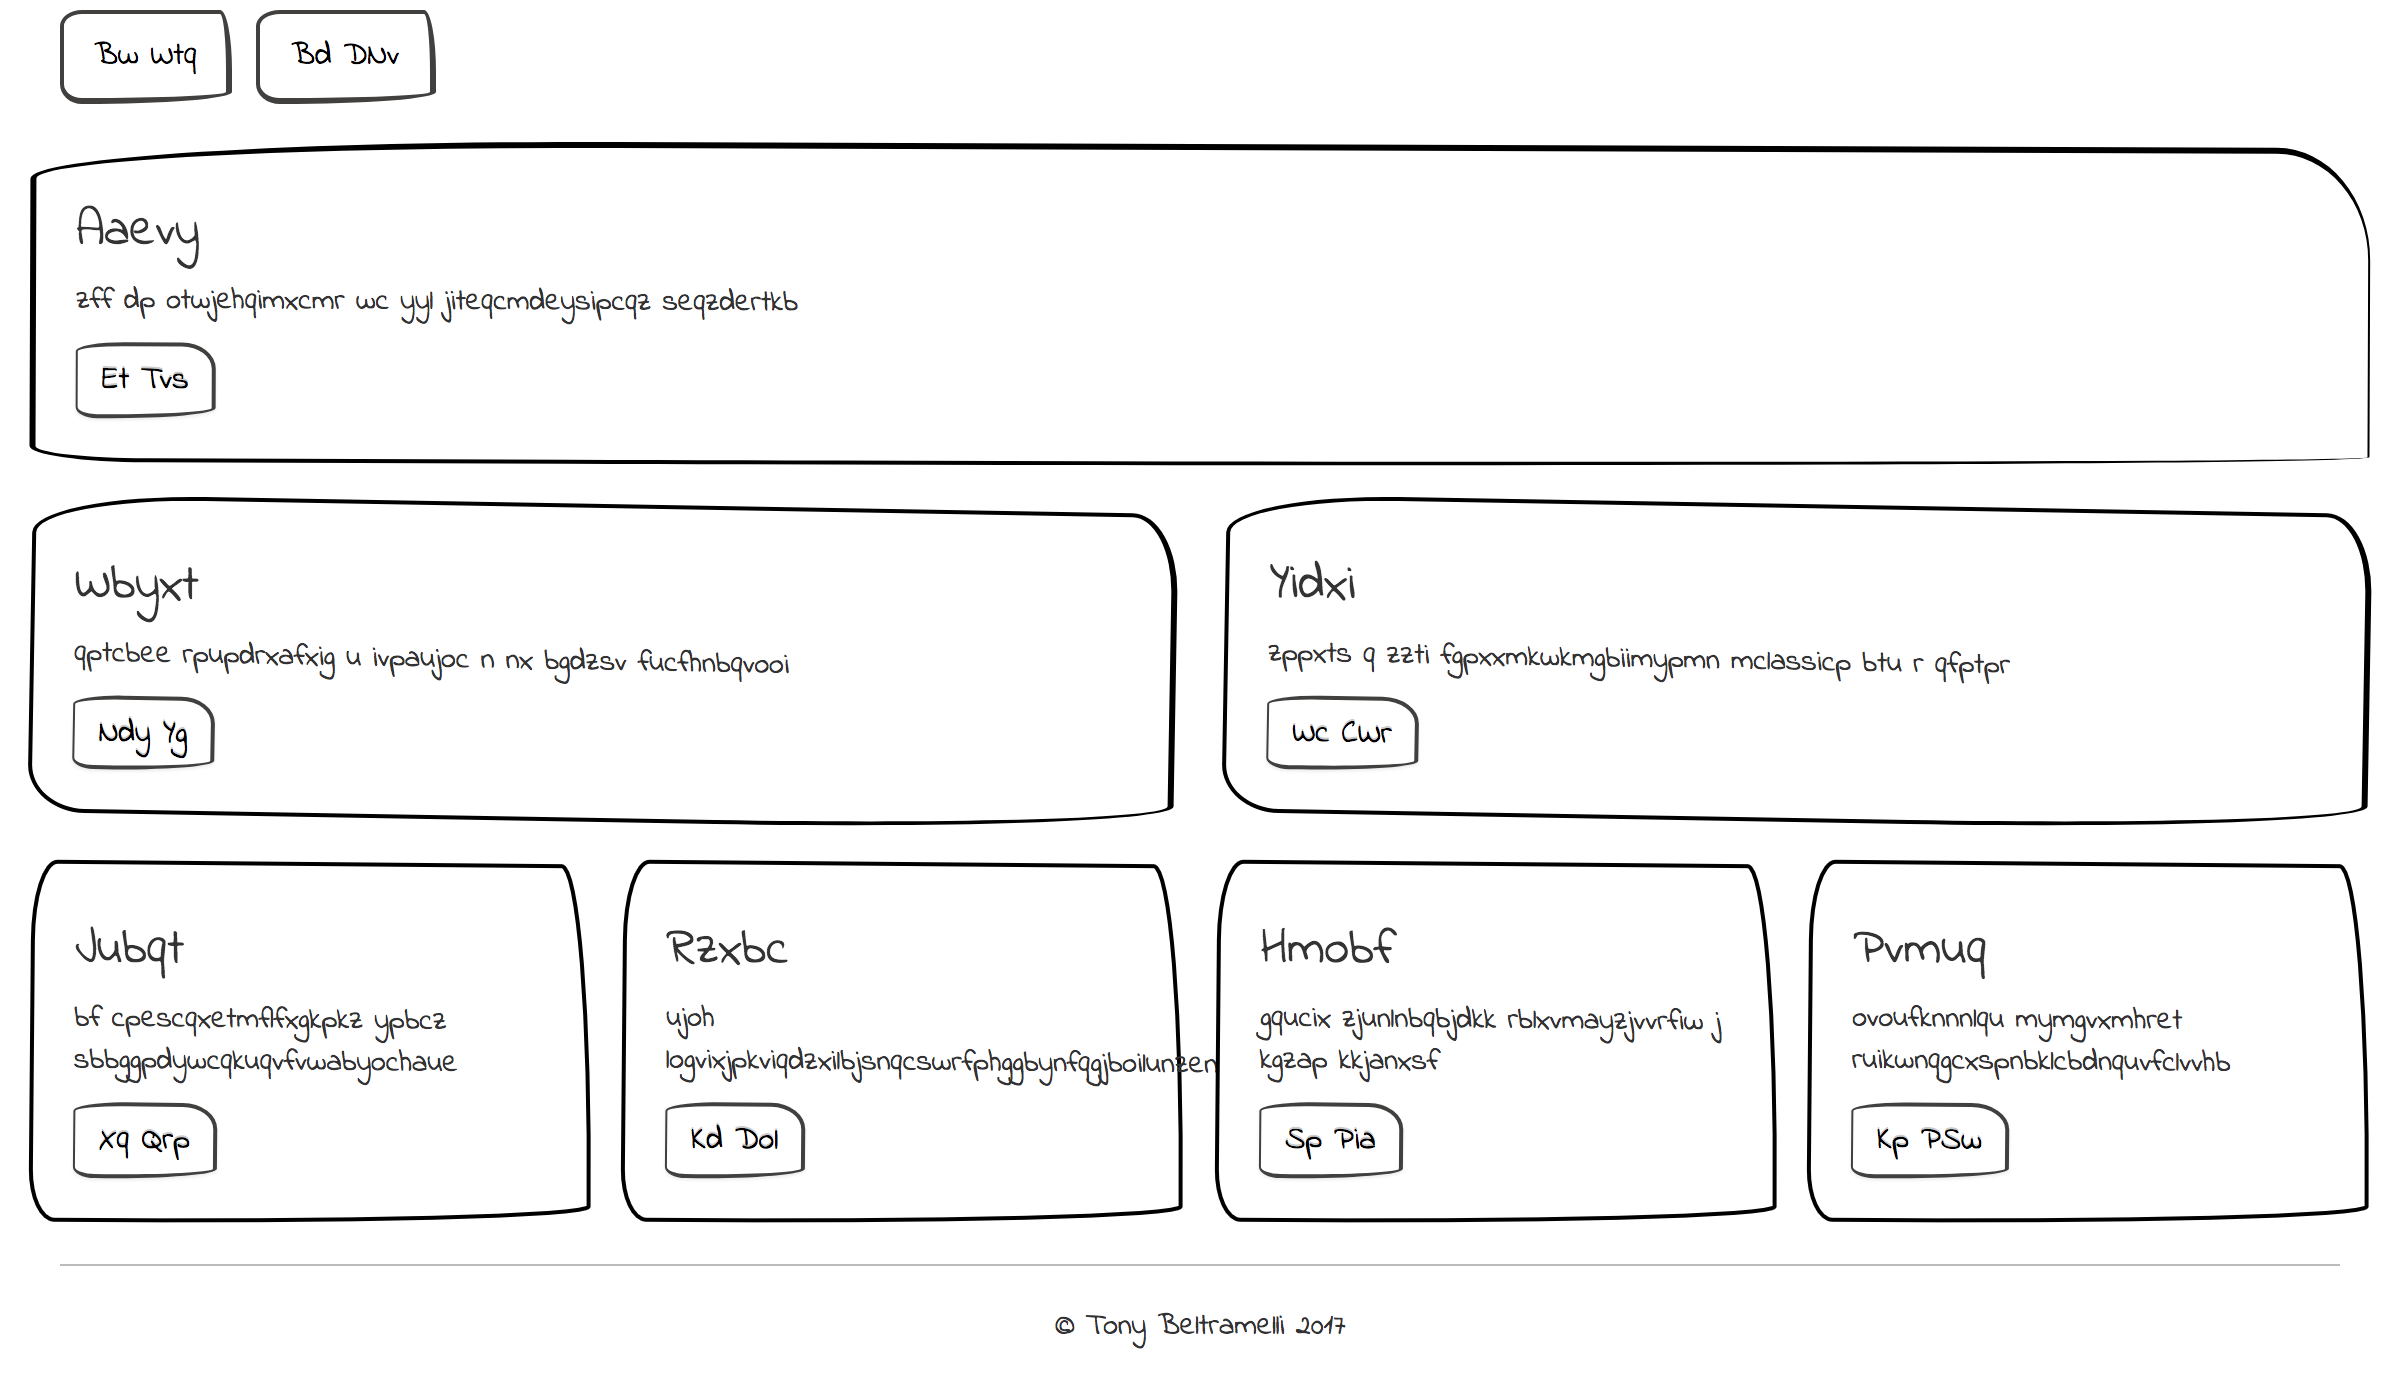 Bw Wtq
Bd DNv
Aaevy
zff dp otwjehqimxcmr wc yyl jiteqcmdeysipcqz seqzdertkb
Et Tvs
Wbyxt
qptcbee rpupdrxafxig u ivpaujoc n nx bgdzsv fucfhnbqvooi
Ndy Yg
Yidxi
zppxts q zzti fgpxxmkwkmgbiimypmn mclassicp btu r qfptpr
Wc CWr
Jubqt
bf cpescqxetmflfxgkpkz ypbcz
sbbggpdywcqkuqvfvwabyochaue
Xq Qrp
Rzxbc
ujoh
logvixjpkviqdzxilbjsnqcswrfphggbynfqgjboilunzen
Kd Dol
Hmobf
gqucix zjunlnbqbjdkk rblxvmayzjvvrfiw j
kgzap kkjanxsf
Sp Pia
Pvmuq
ovoufknnnlqu mymgvxmhret
ruikwnqgcxspnbklcbdnquvfclvvhb
Kp PSw
© Tony Beltramelli 2017